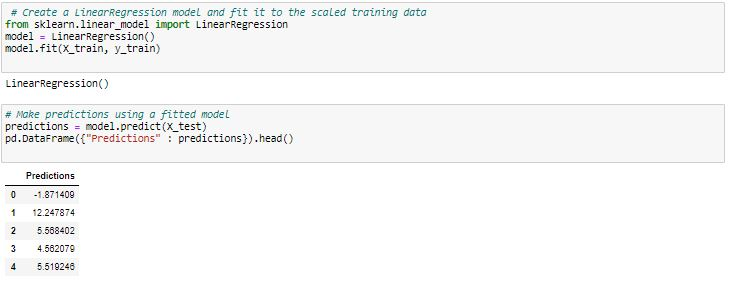 # Create a LinearRegression model and fit it to the scaled training data
from sklearn.linear_model import LinearRegression
model = LinearRegression()
model.fit(X_train, y_train)
LinearRegression()
# Make predictions using a fitted model
predictions = model.predict(X_test)
pd.DataFrame({"Predictions" : predictions}).head()
Predictions
0 -1.871409
1 12.247874
2 5.568402
3 4.562079
4 5.519246